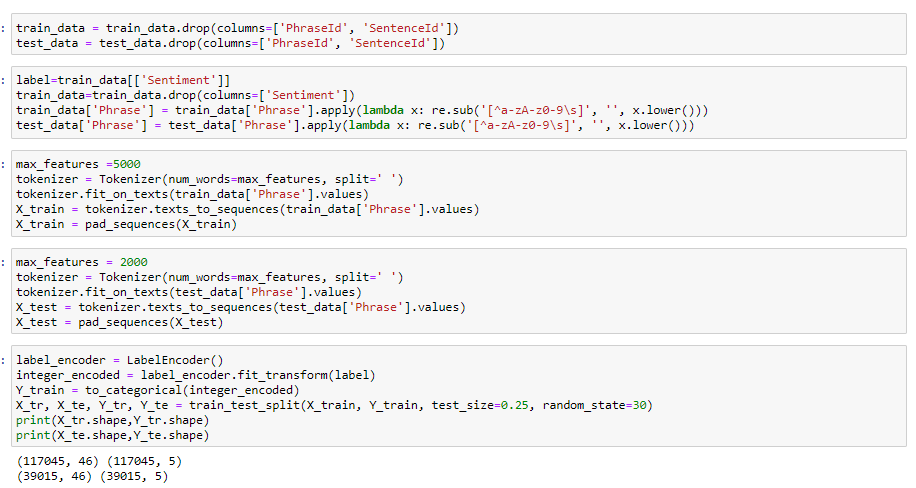 train_data = train_data.drop(columns=['PhraseId', 'SentenceId'])
test_data = test_data.drop(columns=['PhraseId', 'SentenceId'])
label=train_data[['Sentiment']]
train_data=train_data.drop(columns=['Sentiment'])
train_data['Phrase'] = train_data['Phrase'].apply(lambda x: re.sub('[^a-zA-z0-9\s]', '', x.lower()))
test_data['Phrase'] = test_data['Phrase'].apply(lambda x: re.sub('[^a-zA-z0-9\s]', '', x.lower()))
max_features =5000
tokenizer = Tokenizer(num_words=max_features, split=' ')
tokenizer.fit_on_texts(train_data['Phrase'].values)
X_train = tokenizer.texts_to_sequences(train_data['Phrase'].values)
X_train = pad_sequences(X_train)
max_features = 2000
tokenizer = Tokenizer(num_words=max_features, split=' ')
tokenizer.fit_on_texts(test_data['Phrase'].values)
X_test = tokenizer.texts_to_sequences(test_data['Phrase'].values)
X_test = pad_sequences(X_test)
label_encoder = LabelEncoder()
integer_encoded = label_encoder.fit_transform(label)
Y_train = to_categorical(integer_encoded)
X_tr, X_te, Y_tr, Y_te = train_test_split(X_train, Y_train, test_size=0.25, random_state=30)
print(X_tr.shape,Y_tr.shape)
print(X_te.shape,Y_te.shape)
(117045, 46) (117045, 5)
(39015, 46) (39015, 5)